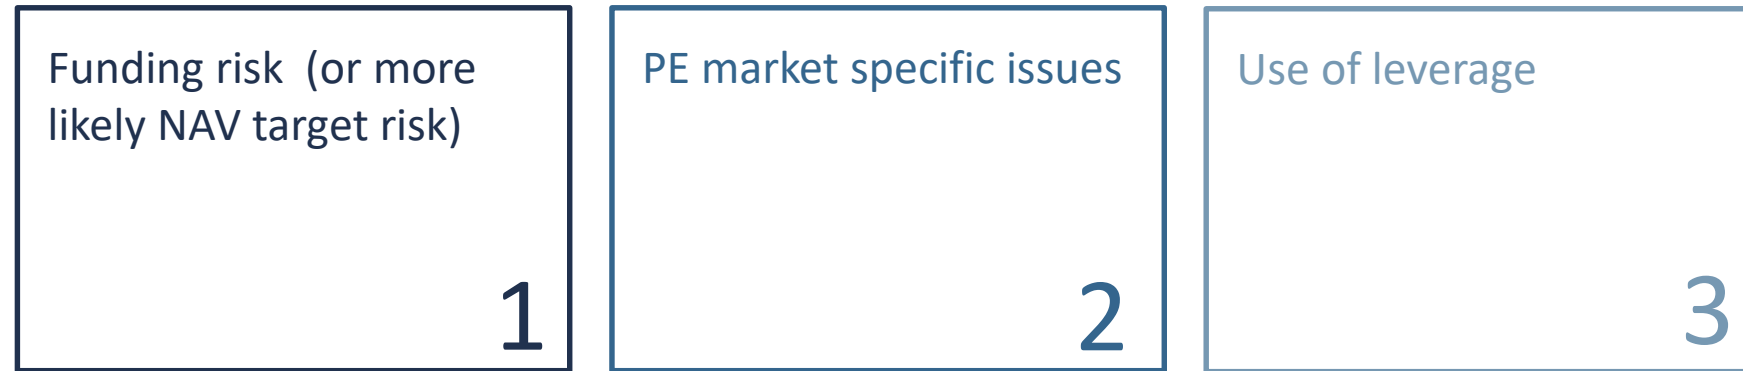 Funding risk  (or more
likely NAV target risk)
1
PE market specific issues
2
Use of leverage
3